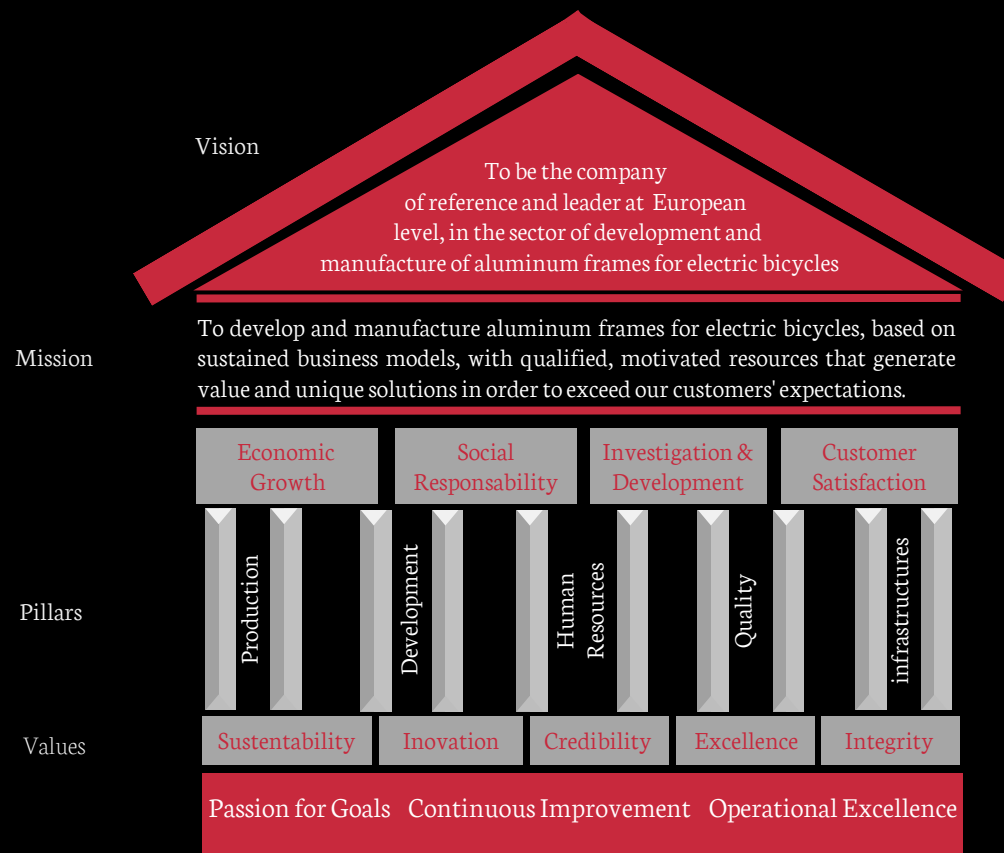 Vision
To be the company
of reference and leader at European
level, in the sector of development and
manufacture of aluminum frames for electric bicycles
Mission
To develop and manufacture aluminum frames for electric bicycles, based on
sustained business models, with qualified, motivated resources that generate
value and unique solutions in order to exceed our customers' expectations.
Economic
Growth
Social
Responsability
Investigation &
Development
Customer
Satisfaction
Pillars
Production
Development
Human
Resources
Quality
infrastructures
Values
Sustentability
Inovation
Credibility
Excellence
Integrity
Passion for Goals Continuous Improvement Operational Excellence